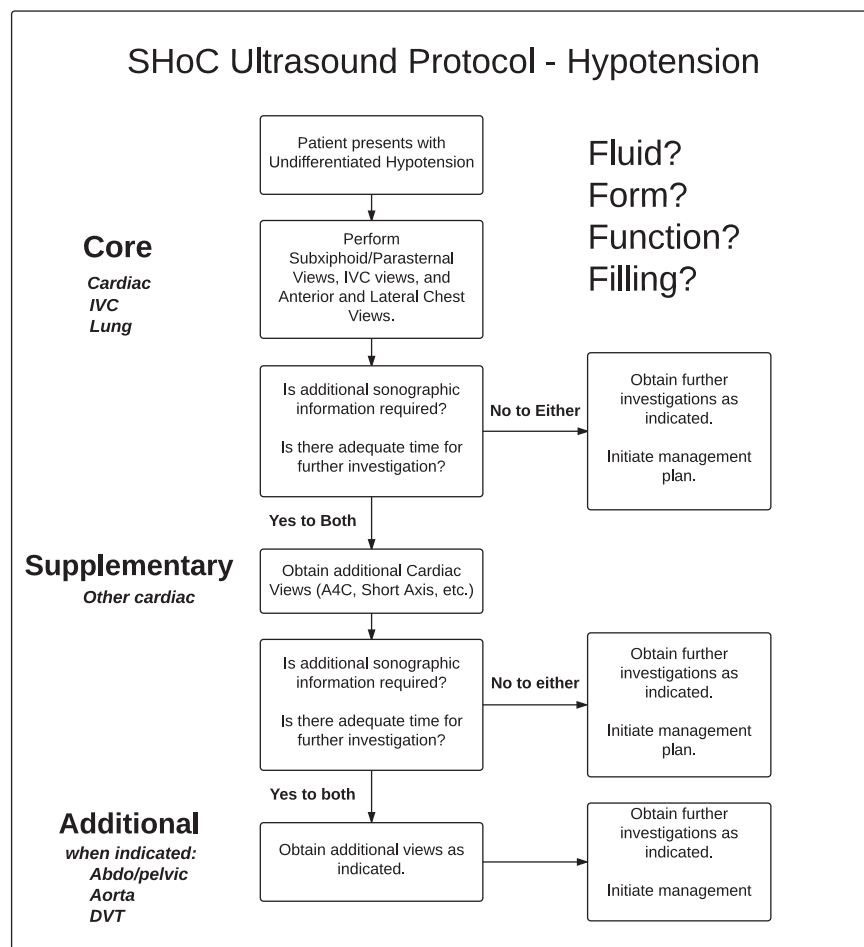 SHoC Ultrasound Protocol - Hypotension
Patient presents with
Undifferentiated Hypotension
Fluid?
Form?
Function?
Filling?
Core
Cardiac
IVC
Lung
Perform
Subxiphoid/Parasternal
Views, IVC views, and
Anterior and Lateral Chest
Views.
Is additional sonographic
information required?
Is there adequate time for
further investigation?
No to Either
Obtain further
investigations as
indicated.
Initiate management
plan.
Yes to Both
Supplementary
Other cardiac
Obtain additional Cardiac
Views (A4C, Short Axis, etc.)
Is additional sonographic
information required?
Is there adequate time for
further investigation?
No to either
Obtain further
investigations as
indicated.
Initiate management
plan.
Yes to both
Additional
when indicated:
Abdo/pelvic
Aorta
DVT
Obtain additional views as
indicated.
Obtain further
investigations as
indicated.
Initiate management